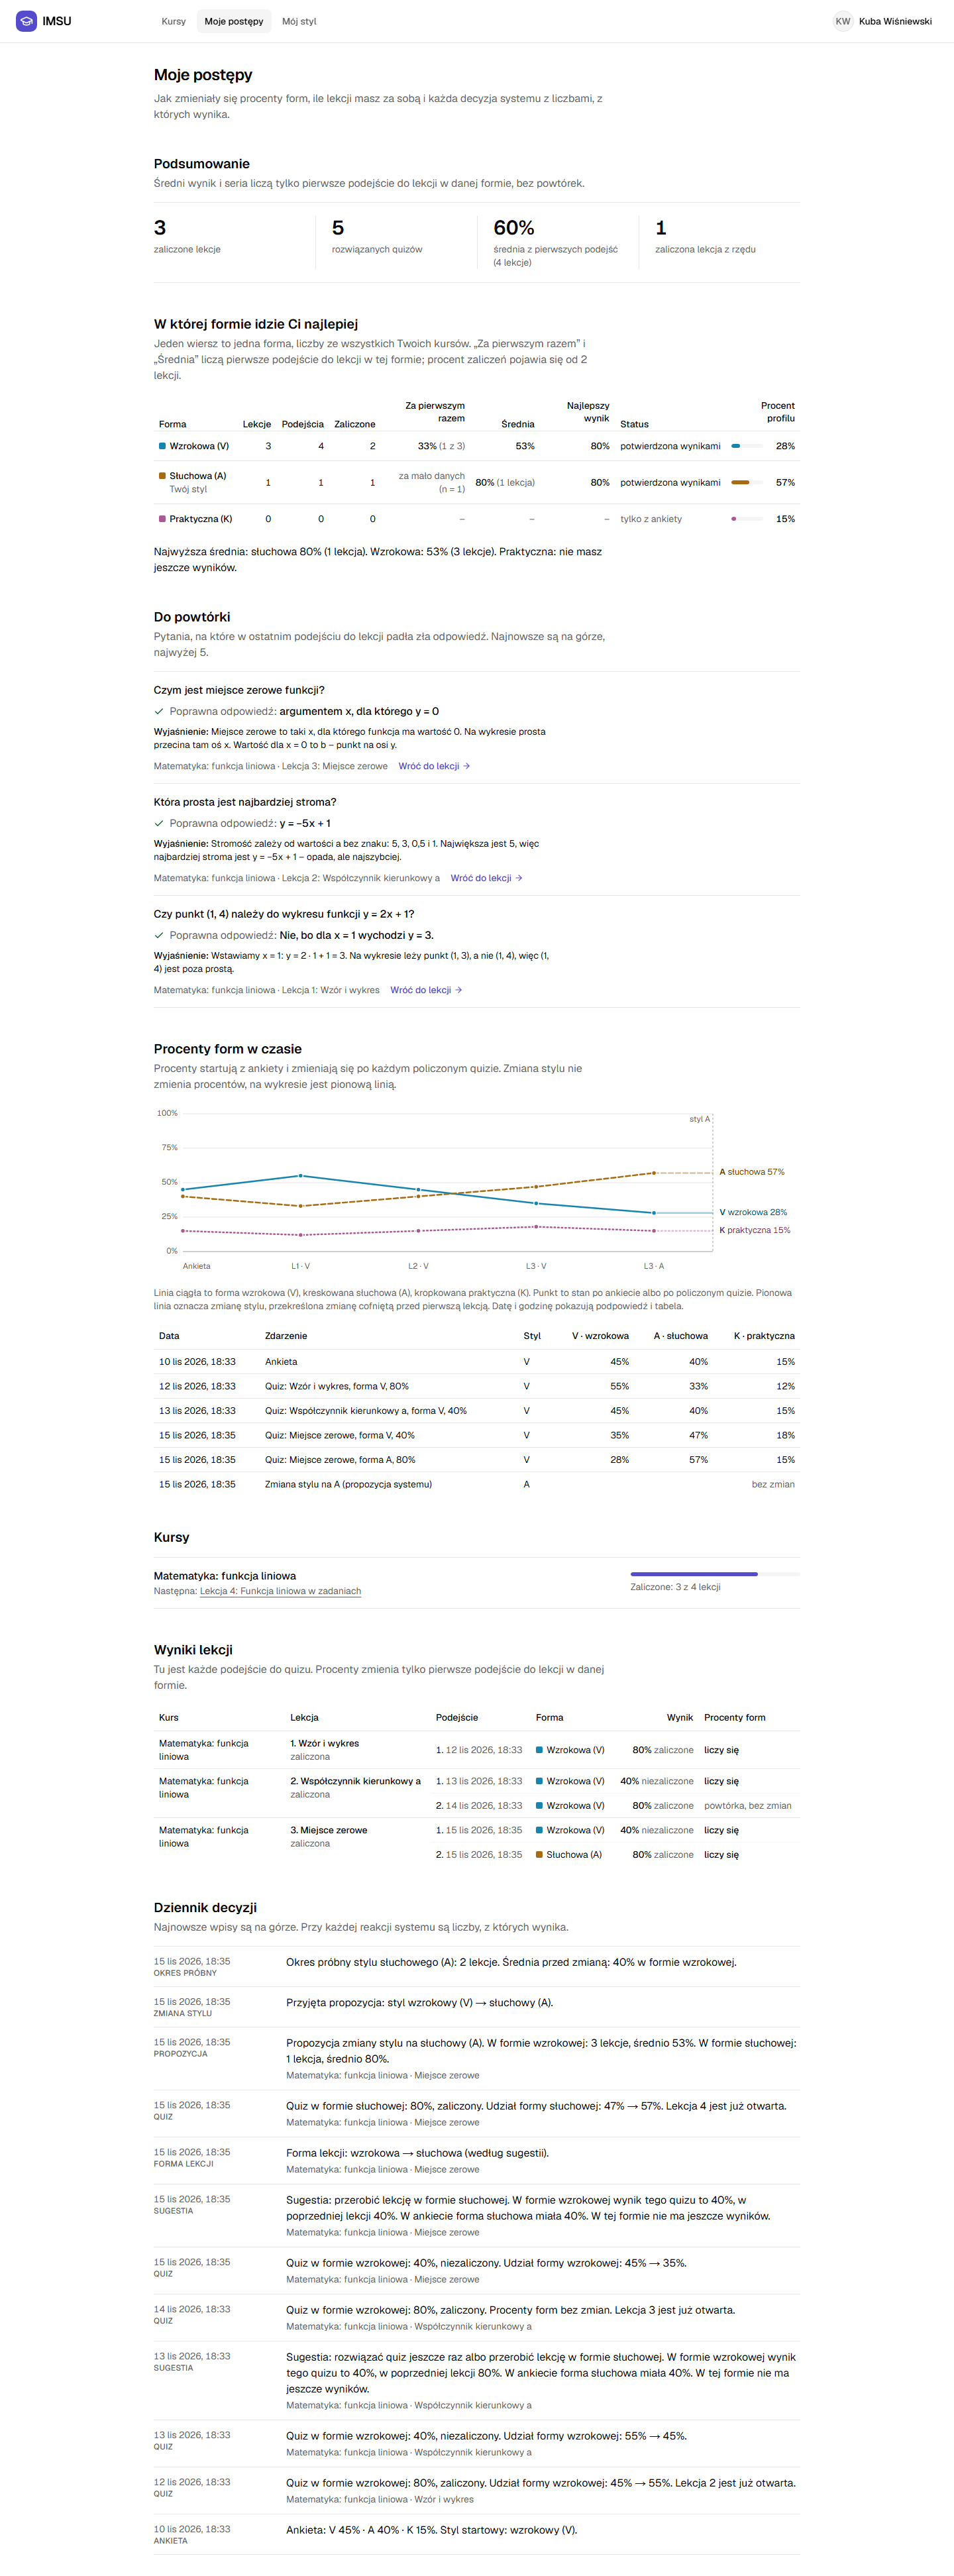 IMSU
Kursy
Moje postępy
Mój styl
KW
Kuba Wiśniewski
Moje postępy
Jak zmieniały się procenty form, ile lekcji masz za sobą i każda decyzja systemu z liczbami, z
których wynika.
Podsumowanie
Średni wynik i seria liczą tylko pierwsze podejście do lekcji w danej formie, bez powtórek.
3
zaliczone lekcje
5
rozwiązanych quizów
60%
średnia z pierwszych podejść
(4 lekcje)
1
zaliczona lekcja z rzędu
W której formie idzie Ci najlepiej
Jeden wiersz to jedna forma, liczby ze wszystkich Twoich kursów. „Za pierwszym razem” i
„Średnia” liczą pierwsze podejście do lekcji w tej formie; procent zaliczeń pojawia się od 2
lekcji.
Forma Lekcje Podejścia Zaliczone Za pierwszym razem Średnia Najlepszy wynik Status Procent profilu
Wzrokowa (V) 3 4 2 33% (1 z 3) 53% 80% potwierdzona wynikami 28%
Słuchowa (A) Twój styl 1 1 1 za mało danych (n = 1) 80% (1 lekcja) 80% potwierdzona wynikami 57%
Praktyczna (K) 0 0 0 – – – tylko z ankiety 15%
Najwyższa średnia: słuchowa 80% (1 lekcja). Wzrokowa: 53% (3 lekcje). Praktyczna: nie masz
jeszcze wyników.
Do powtórki
Pytania, na które w ostatnim podejściu do lekcji padła zła odpowiedź. Najnowsze są na górze,
najwyżej 5.
Czym jest miejsce zerowe funkcji?
Poprawna odpowiedź: argumentem x, dla którego y = 0
Wyjaśnienie: Miejsce zerowe to taki x, dla którego funkcja ma wartość 0. Na wykresie prosta
przecina tam oś x. Wartość dla x = 0 to b – punkt na osi y.
Matematyka: funkcja liniowa · Lekcja 3: Miejsce zerowe Wróć do lekcji →
Która prosta jest najbardziej stroma?
Poprawna odpowiedź: y = −5x + 1
Wyjaśnienie: Stromość zależy od wartości a bez znaku: 5, 3, 0,5 i 1. Największa jest 5, więc
najbardziej stroma jest y = −5x + 1 – opada, ale najszybciej.
Matematyka: funkcja liniowa · Lekcja 2: Współczynnik kierunkowy a Wróć do lekcji →
Czy punkt (1, 4) należy do wykresu funkcji y = 2x + 1?
Poprawna odpowiedź: Nie, bo dla x = 1 wychodzi y = 3.
Wyjaśnienie: Wstawiamy x = 1: y = 2 · 1 + 1 = 3. Na wykresie leży punkt (1, 3), a nie (1, 4), więc (1,
4) jest poza prostą.
Matematyka: funkcja liniowa · Lekcja 1: Wzór i wykres Wróć do lekcji →
Procenty form w czasie
Procenty startują z ankiety i zmieniają się po każdym policzonym quizie. Zmiana stylu nie
zmienia procentów, na wykresie jest pionową linią.
100%
75%
50%
25%
0%
styl A
A słuchowa 57%
V wzrokowa 28%
K praktyczna 15%
Ankieta L1 · V L2 · V L3 · V L3 · A
Linia ciągła to forma wzrokowa (V), kreskowana słuchowa (A), kropkowana praktyczna (K). Punkt to stan po ankiecie albo po policzonym quizie. Pionowa
linia oznacza zmianę stylu, przekreślona zmianę cofniętą przed pierwszą lekcją. Datę i godzinę pokazują podpowiedź i tabela.
Data Zdarzenie Styl V · wzrokowa A · słuchowa K · praktyczna
10 lis 2026, 18:33 Ankieta V 45% 40% 15%
12 lis 2026, 18:33 Quiz: Wzór i wykres, forma V, 80% V 55% 33% 12%
13 lis 2026, 18:33 Quiz: Współczynnik kierunkowy a, forma V, 40% V 45% 40% 15%
15 lis 2026, 18:35 Quiz: Miejsce zerowe, forma V, 40% V 35% 47% 18%
15 lis 2026, 18:35 Quiz: Miejsce zerowe, forma A, 80% V 28% 57% 15%
15 lis 2026, 18:35 Zmiana stylu na A (propozycja systemu) A bez zmian
Kursy
Matematyka: funkcja liniowa
Następna: Lekcja 4: Funkcja liniowa w zadaniach
Zaliczone: 3 z 4 lekcji
Wyniki lekcji
Tu jest każde podejście do quizu. Procenty zmienia tylko pierwsze podejście do lekcji w danej
formie.
Kurs Lekcja Podejście Forma Wynik Procenty form
Matematyka: funkcja liniowa 1. Wzór i wykres zaliczona 1. 12 lis 2026, 18:33 Wzrokowa (V) 80% zaliczone liczy się
Matematyka: funkcja liniowa 2. Współczynnik kierunkowy a zaliczona 1. 13 lis 2026, 18:33 Wzrokowa (V) 40% niezaliczone liczy się
2. 14 lis 2026, 18:33 Wzrokowa (V) 80% zaliczone powtórka, bez zmian
Matematyka: funkcja liniowa 3. Miejsce zerowe zaliczona 1. 15 lis 2026, 18:35 Wzrokowa (V) 40% niezaliczone liczy się
2. 15 lis 2026, 18:35 Słuchowa (A) 80% zaliczone liczy się
Dziennik decyzji
Najnowsze wpisy są na górze. Przy każdej reakcji systemu są liczby, z których wynika.
15 lis 2026, 18:35
OKRES PRÓBNY
Okres próbny stylu słuchowego (A): 2 lekcje. Średnia przed zmianą: 40% w formie wzrokowej.
15 lis 2026, 18:35
ZMIANA STYLU
Przyjęta propozycja: styl wzrokowy (V) → słuchowy (A).
15 lis 2026, 18:35
PROPOZYCJA
Propozycja zmiany stylu na słuchowy (A). W formie wzrokowej: 3 lekcje, średnio 53%. W formie słuchowej:
1 lekcja, średnio 80%.
Matematyka: funkcja liniowa · Miejsce zerowe
15 lis 2026, 18:35
QUIZ
Quiz w formie słuchowej: 80%, zaliczony. Udział formy słuchowej: 47% → 57%. Lekcja 4 jest już otwarta.
Matematyka: funkcja liniowa · Miejsce zerowe
15 lis 2026, 18:35
FORMA LEKCJI
Forma lekcji: wzrokowa → słuchowa (według sugestii).
Matematyka: funkcja liniowa · Miejsce zerowe
15 lis 2026, 18:35
SUGESTIA
Sugestia: przerobić lekcję w formie słuchowej. W formie wzrokowej wynik tego quizu to 40%, w
poprzedniej lekcji 40%. W ankiecie forma słuchowa miała 40%. W tej formie nie ma jeszcze wyników.
Matematyka: funkcja liniowa · Miejsce zerowe
15 lis 2026, 18:35
QUIZ
Quiz w formie wzrokowej: 40%, niezaliczony. Udział formy wzrokowej: 45% → 35%.
Matematyka: funkcja liniowa · Miejsce zerowe
14 lis 2026, 18:33
QUIZ
Quiz w formie wzrokowej: 80%, zaliczony. Procenty form bez zmian. Lekcja 3 jest już otwarta.
Matematyka: funkcja liniowa · Współczynnik kierunkowy a
13 lis 2026, 18:33
SUGESTIA
Sugestia: rozwiązać quiz jeszcze raz albo przerobić lekcję w formie słuchowej. W formie wzrokowej wynik
tego quizu to 40%, w poprzedniej lekcji 80%. W ankiecie forma słuchowa miała 40%. W tej formie nie ma
jeszcze wyników.
Matematyka: funkcja liniowa · Współczynnik kierunkowy a
13 lis 2026, 18:33
QUIZ
Quiz w formie wzrokowej: 40%, niezaliczony. Udział formy wzrokowej: 55% → 45%.
Matematyka: funkcja liniowa · Współczynnik kierunkowy a
12 lis 2026, 18:33
QUIZ
Quiz w formie wzrokowej: 80%, zaliczony. Udział formy wzrokowej: 45% → 55%. Lekcja 2 jest już otwarta.
Matematyka: funkcja liniowa · Wzór i wykres
10 lis 2026, 18:33
ANKIETA
Ankieta: V 45% · A 40% · K 15%. Styl startowy: wzrokowy (V).